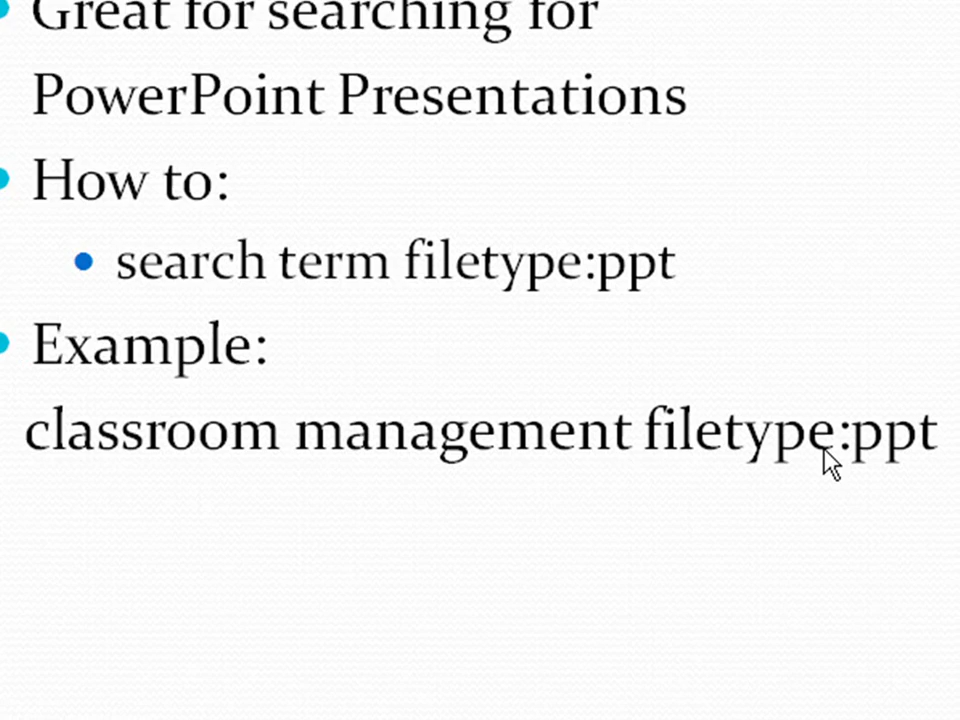 Great for searching for
PowerPoint Presentations
How to:
search term filetype:ppt
Example:
classroom management filetype:ppt